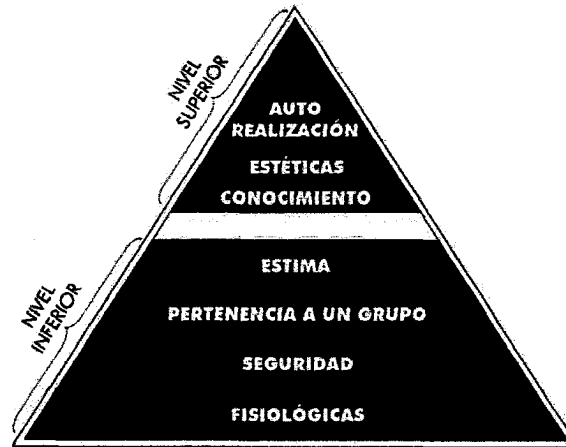 NIVEL
SUPERIOR
AUTO
REALIZACIÓN
ESTÉTICAS
CONOCIMIENTO
NIVEL
INFERIOR
ESTIMA
PERTENENCIA A UN GRUPO
SEGURIDAD
FISIOLÓGICAS